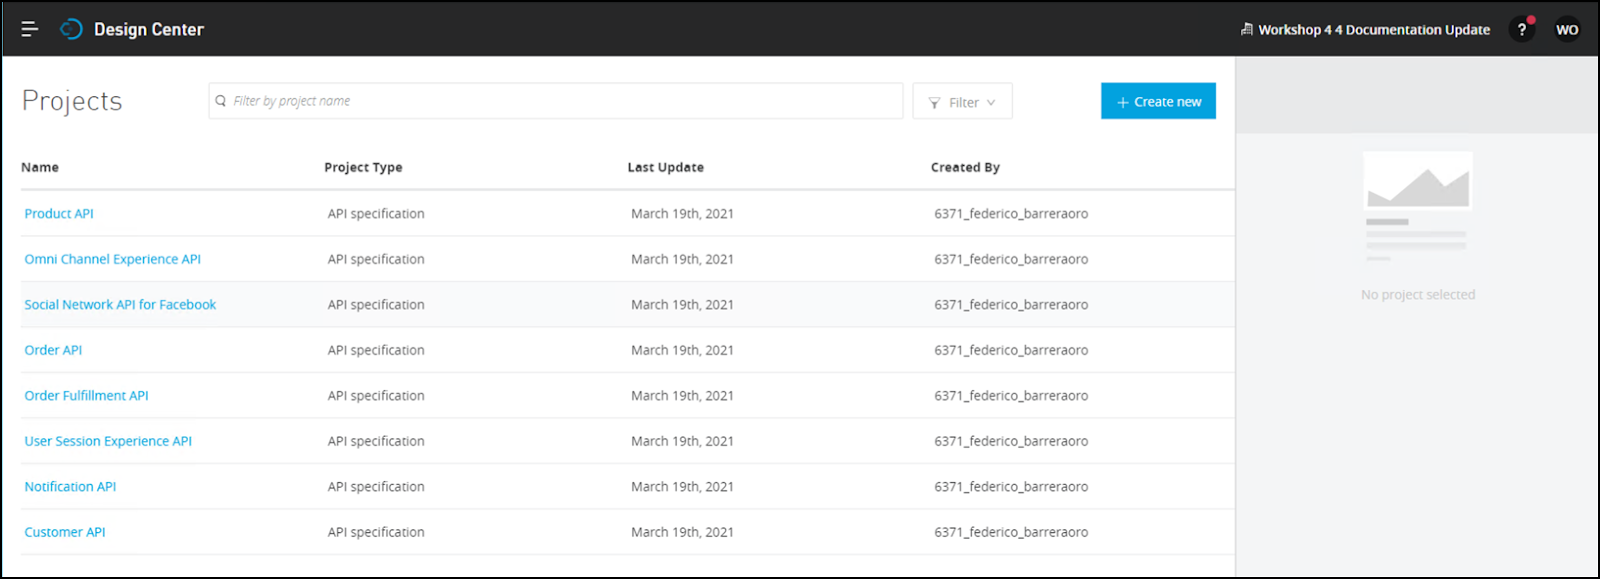 Design Center
Workshop 4 4 Documentation Update ? WO
Projects
Filter by project name
Filter
+ Create new
Name Project Type Last Update Created By
Product API API specification March 19th, 2021 6371_federico_barreraoro
Omni Channel Experience API API specification March 19th, 2021 6371_federico_barreraoro
Social Network API for Facebook API specification March 19th, 2021 6371_federico_barreraoro
Order API API specification March 19th, 2021 6371_federico_barreraoro
Order Fulfillment API API specification March 19th, 2021 6371_federico_barreraoro
User Session Experience API API specification March 19th, 2021 6371_federico_barreraoro
Notification API API specification March 19th, 2021 6371_federico_barreraoro
Customer API API specification March 19th, 2021 6371_federico_barreraoro
No project selected